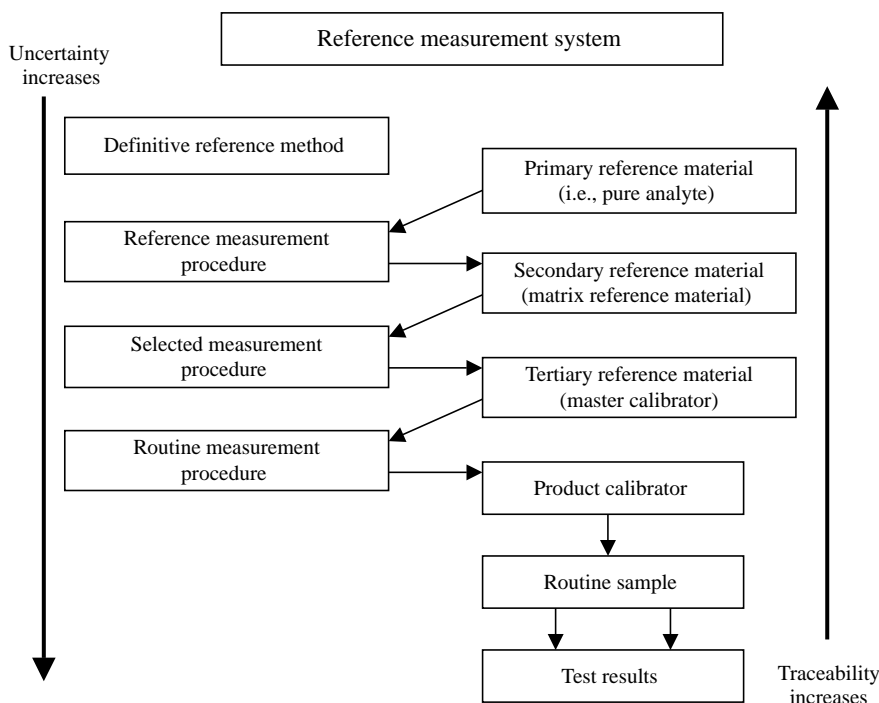 Reference measurement system
Uncertainty
increases
Definitive reference method
Primary reference material
(i.e., pure analyte)
Reference measurement
procedure
Secondary reference material
(matrix reference material)
Selected measurement
procedure
Tertiary reference material
(master calibrator)
Routine measurement
procedure
Product calibrator
Routine sample
Test results
Traceability
increases